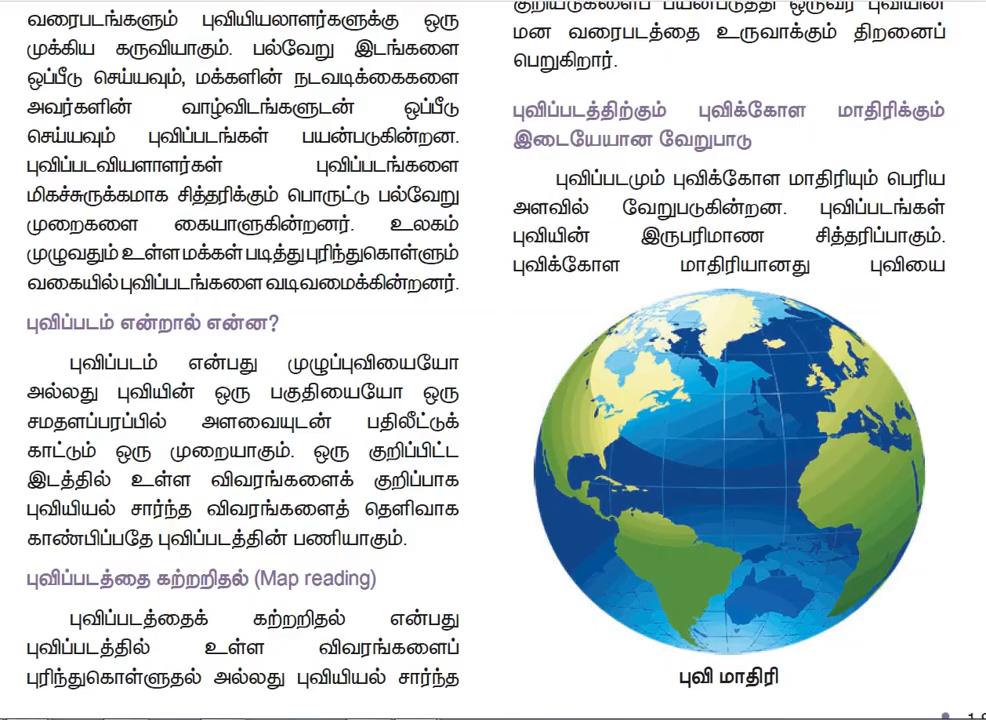 வரைபடங்களும் புவியியலாளர்களுக்கு ஒரு
முக்கிய கருவியாகும். பல்வேறு இடங்களை
ஒப்பீடு செய்யவும், மக்களின் நடவடிக்கைகளை
அவர்களின் வாழ்விடங்களுடன் ஒப்பீடு
செய்யவும் புவிப்படங்கள் பயன்படுகின்றன.
புவிப்படவியளாளர்கள் புவிப்படங்களை
மிகச்சுருக்கமாக சித்தரிக்கும் பொருட்டு பல்வேறு
முறைகளை கையாளுகின்றனர். உலகம்
முழுவதும் உள்ள மக்கள் படித்து புரிந்துகொள்ளும்
வகையில் புவிப்படங்களை வடிவமைக்கின்றனர்.
புவிப்படம் என்றால் என்ன?
புவிப்படம் என்பது முழுப்புவியையோ
அல்லது புவியின் ஒரு பகுதியையோ ஒரு
சமதளப்பரப்பில் அளவையுடன் பதிலீட்டுக்
காட்டும் ஒரு முறையாகும். ஒரு குறிப்பிட்ட
இடத்தில் உள்ள விவரங்களைக் குறிப்பாக
புவியியல் சார்ந்த விவரங்களைத் தெளிவாக
காண்பிப்பதே புவிப்படத்தின் பணியாகும்.
புவிப்படத்தை கற்றறிதல் (Map reading)
புவிப்படத்தைக் கற்றறிதல் என்பது
புவிப்படத்தில் உள்ள விவரங்களைப்
புரிந்துகொள்ளுதல் அல்லது புவியியல் சார்ந்த
குறியீடுகளைப் பயன்படுத்தி ஒருவர் புவியின்
மன வரைபடத்தை உருவாக்கும் திறனைப்
பெறுகிறார்.
புவிப்படத்திற்கும் புவிக்கோள மாதிரிக்கும்
இடையேயான வேறுபாடு
புவிப்படமும் புவிக்கோள மாதிரியும் பெரிய
அளவில் வேறுபடுகின்றன. புவிப்படங்கள்
புவியின் இருபரிமாண சித்தரிப்பாகும்.
புவிக்கோள மாதிரியானது புவியை
புவி மாதிரி